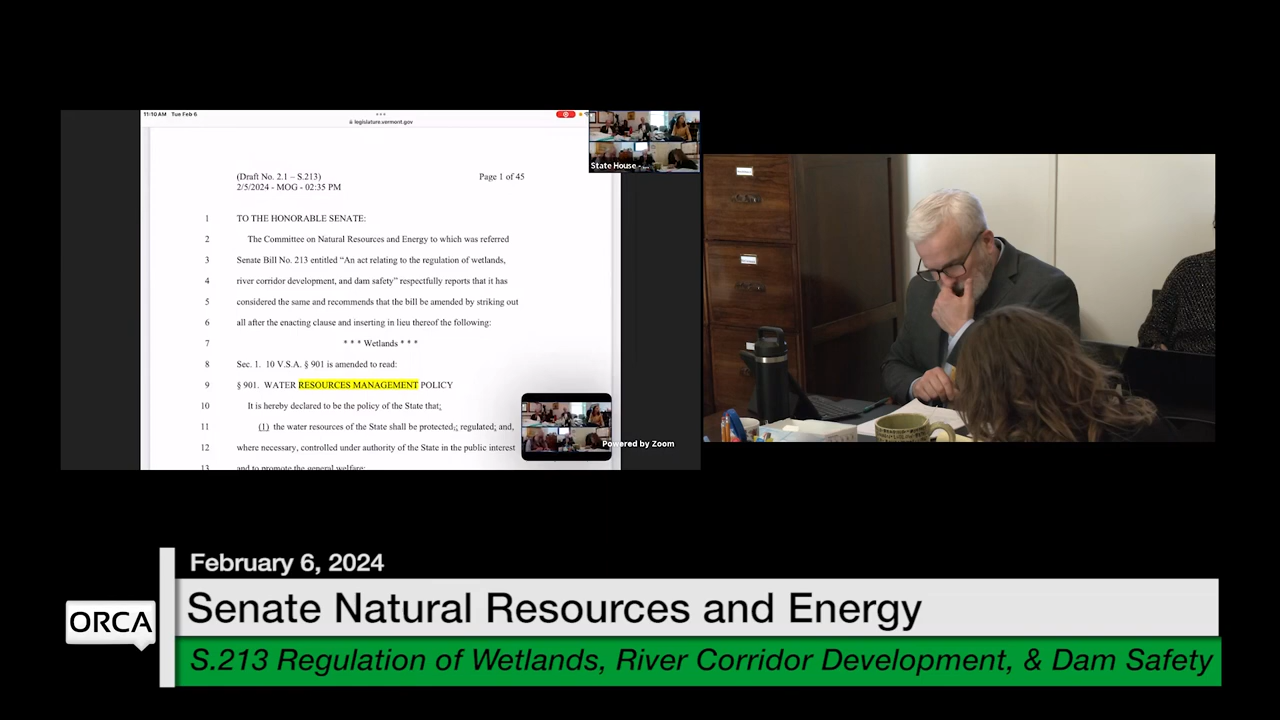 11:10 AM Tue Feb 6
legislature.vermont.gov
State House - ...
(Draft No. 2.1 – S.213)
Page 1 of 45
2/5/2024 - MOG - 02:35 PM
1 TO THE HONORABLE SENATE:
2 The Committee on Natural Resources and Energy to which was referred
3 Senate Bill No. 213 entitled “An act relating to the regulation of wetlands,
4 river corridor development, and dam safety” respectfully reports that it has
5 considered the same and recommends that the bill be amended by striking out
6 all after the enacting clause and inserting in lieu thereof the following:
7 * * * Wetlands * * *
8 Sec. 1. 10 V.S.A. § 901 is amended to read:
9 § 901. WATER RESOURCES MANAGEMENT POLICY
10 It is hereby declared to be the policy of the State that:
11 (1) the water resources of the State shall be protected,; regulated; and,
12 where necessary, controlled under authority of the State in the public interest
13 and to promote the general welfare;
Powered by Zoom
February 6, 2024
ORCA
Senate Natural Resources and Energy
S.213 Regulation of Wetlands, River Corridor Development, & Dam Safety